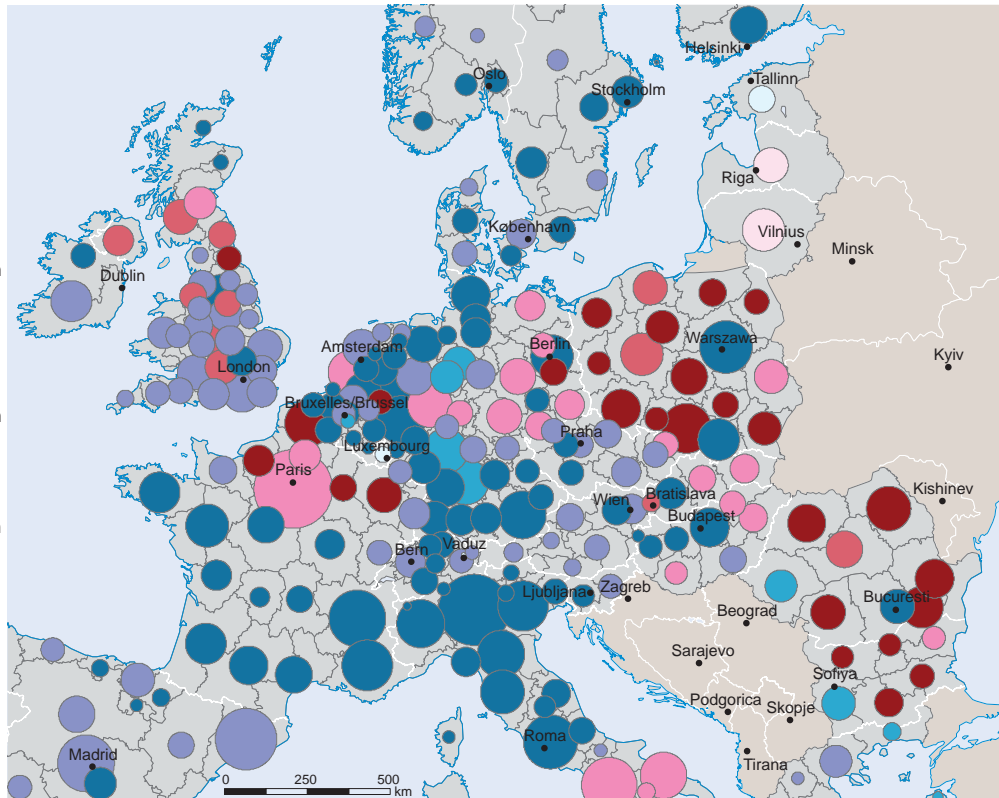 Helsinki
Oslo
Tallinn
Stockholm
Riga
København
Vilnius
Minsk
Dublin
Amsterdam
Berlin
Warszawa
Kyiv
London
Bruxelles/Brussel
Praha
Luxembourg
Paris
Kishinev
Wien
Bratislava
Budapest
Bern
Vaduz
Ljubljana
Zagreb
Beograd
Bucuresti
Sarajevo
Sofiya
Podgorica
Skopje
Roma
Madrid
Tirana
0 250 500
km